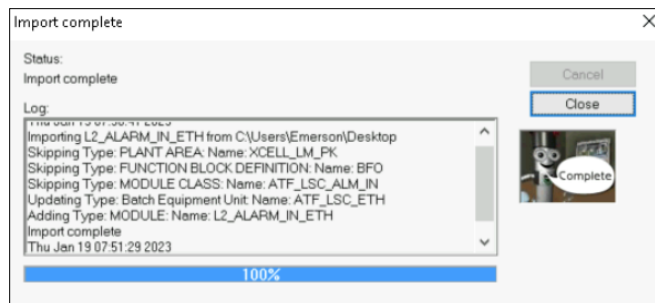 Import complete
Status:
Import complete
Cancel
Close
Log:
Importing L2_ALARM_IN_ETH from C:\Users\Emerson\Desktop
Skipping Type: PLANT AREA: Name: XCELL_LM_PK
Skipping Type: FUNCTION BLOCK DEFINITION: Name: BFO
Skipping Type: MODULE CLASS: Name: ATF_LSC_ALM_IN
Updating Type: Batch Equipment Unit: Name: ATF_LSC_ETH
Adding Type: MODULE: Name: L2_ALARM_IN_ETH
Import complete
Thu Jan 19 07:51:29 2023
Complete
100%